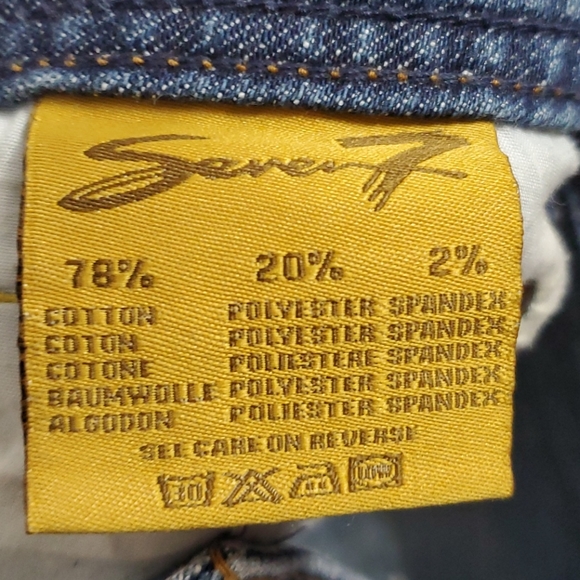 Seven7
78% 20% 2%
COTTON POLYESTER SPANDEX
COTON POLYESTER SPANDEX
COTONE POLIESTERE SPANDEX
BAUMWOLLE POLYESTER SPANDEX
ALGODON POLIESTER SPANDEX
SEE CARE ON REVERSE